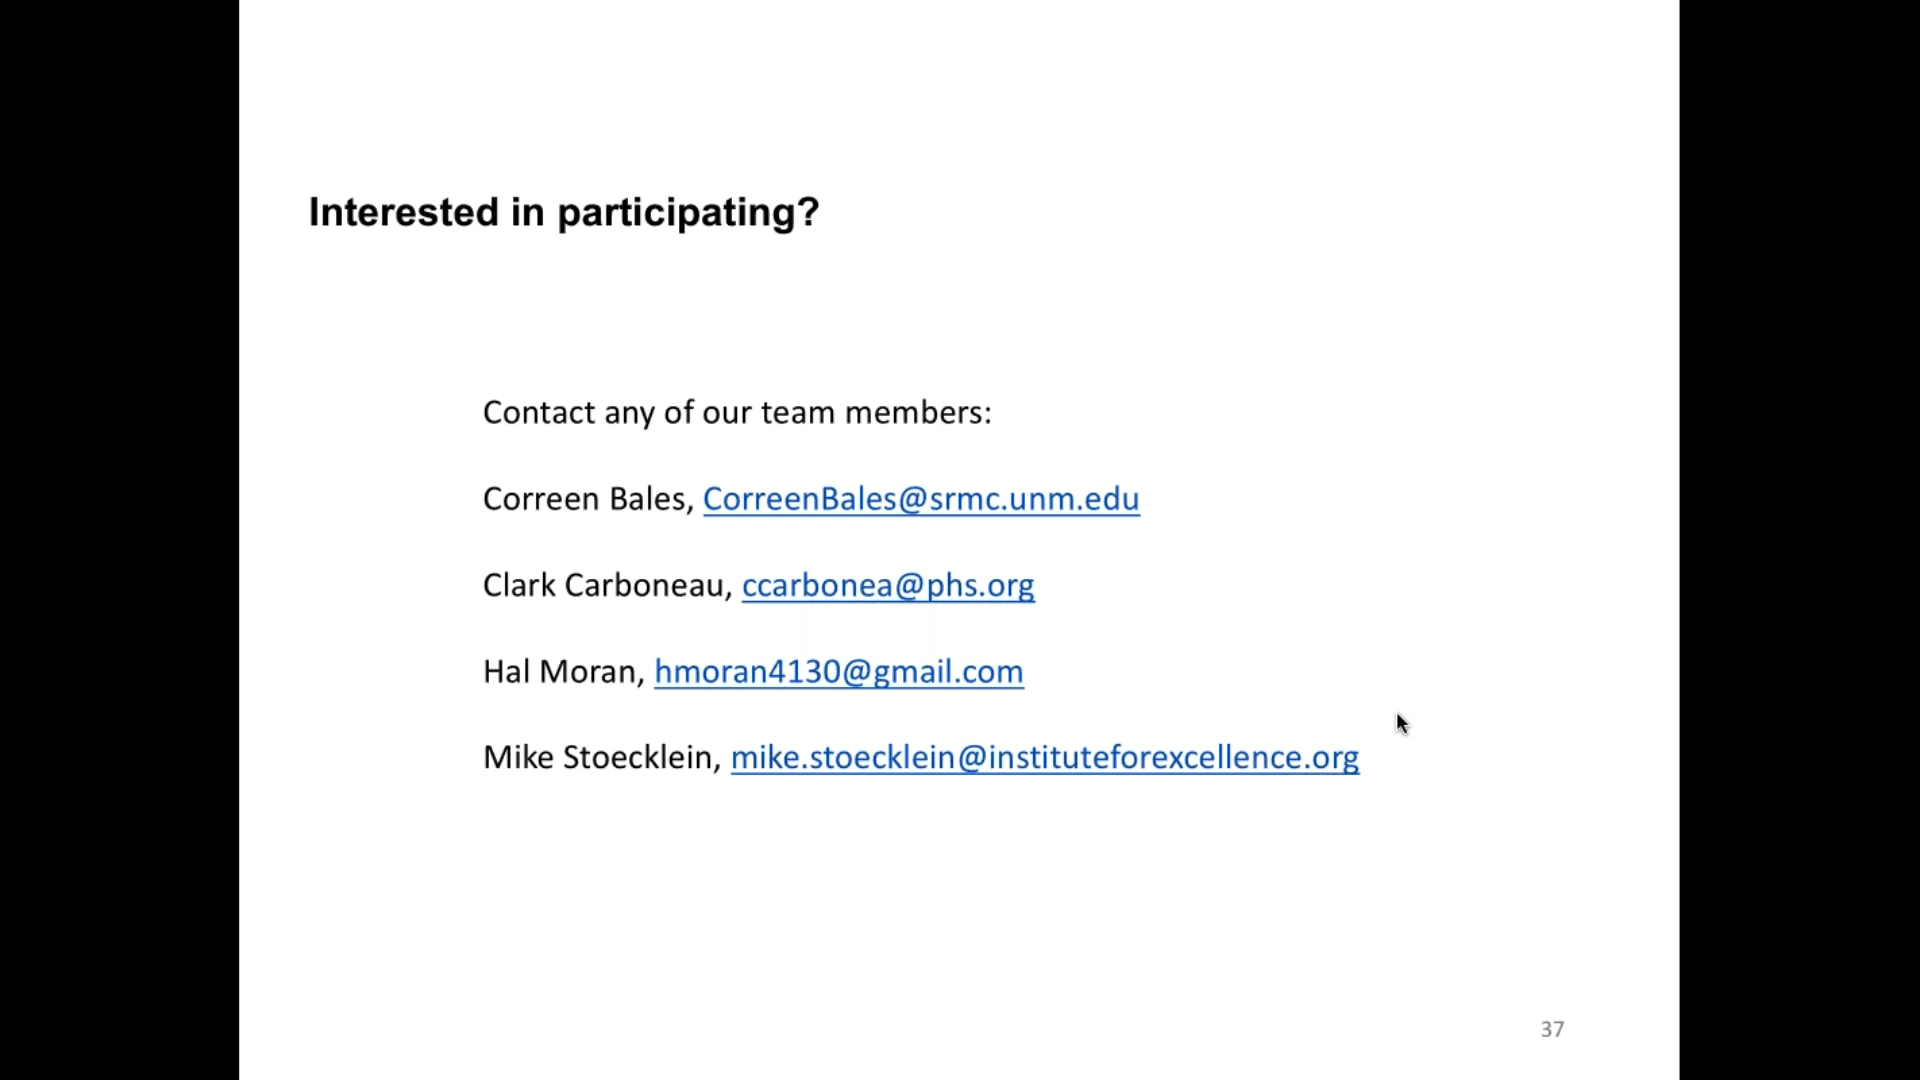 Interested in participating?
Contact any of our team members:
Correen Bales, CorreenBales@srmc.unm.edu
Clark Carboneau, ccarbonea@phs.org
Hal Moran, hmoran4130@gmail.com
Mike Stoecklein, mike.stoecklein@instituteforexcellence.org
37